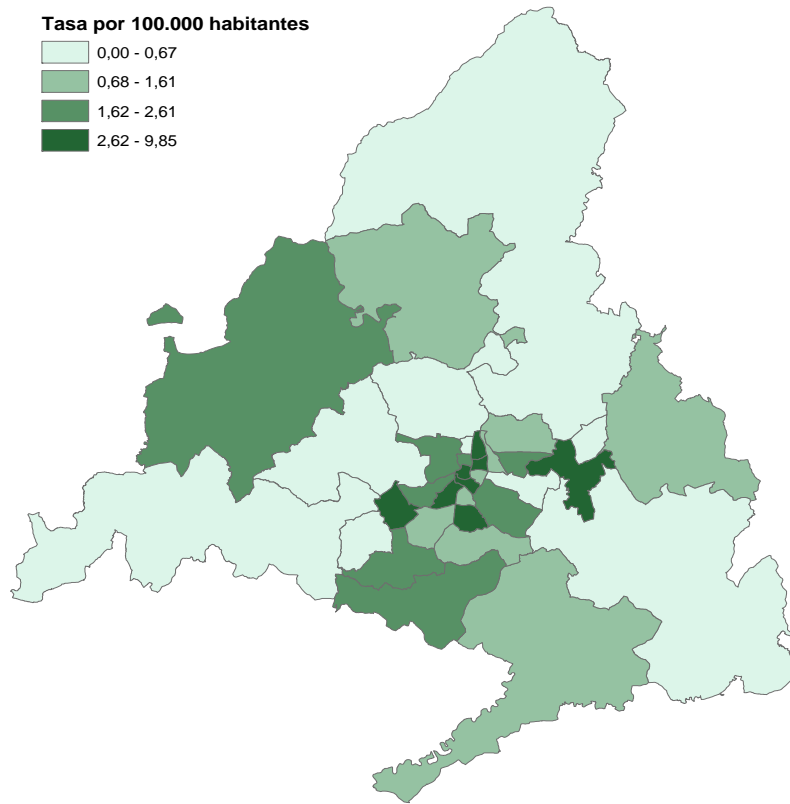 Tasa por 100.000 habitantes
0,00 - 0,67
0,68 - 1,61
1,62 - 2,61
2,62 - 9,85